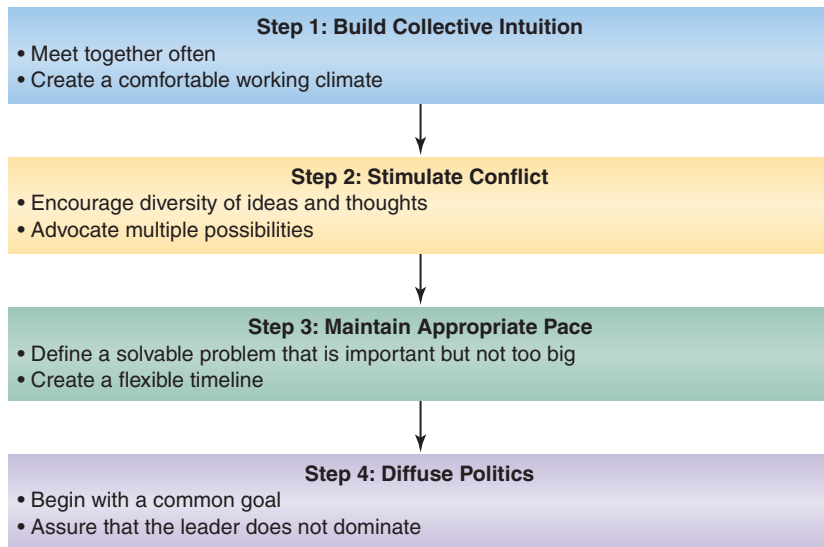 Step 1: Build Collective Intuition
• Meet together often
• Create a comfortable working climate
Step 2: Stimulate Conflict
• Encourage diversity of ideas and thoughts
• Advocate multiple possibilities
Step 3: Maintain Appropriate Pace
• Define a solvable problem that is important but not too big
• Create a flexible timeline
Step 4: Diffuse Politics
• Begin with a common goal
• Assure that the leader does not dominate